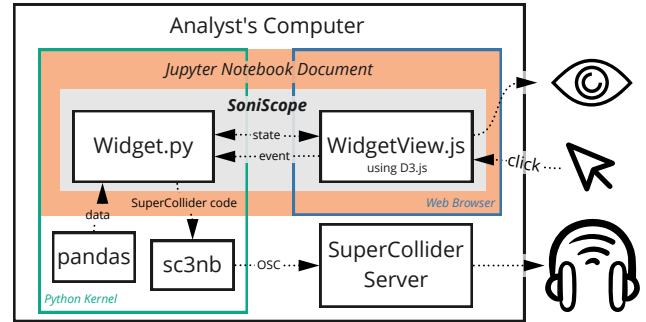 Analyst's Computer
Jupyter Notebook Document
SoniScope
Widget.py
state
event
WidgetView.js
using D3.js
click
data
SuperCollider code
Web Browser
pandas
sc3nb
OSC
SuperCollider
Server
Python Kernel